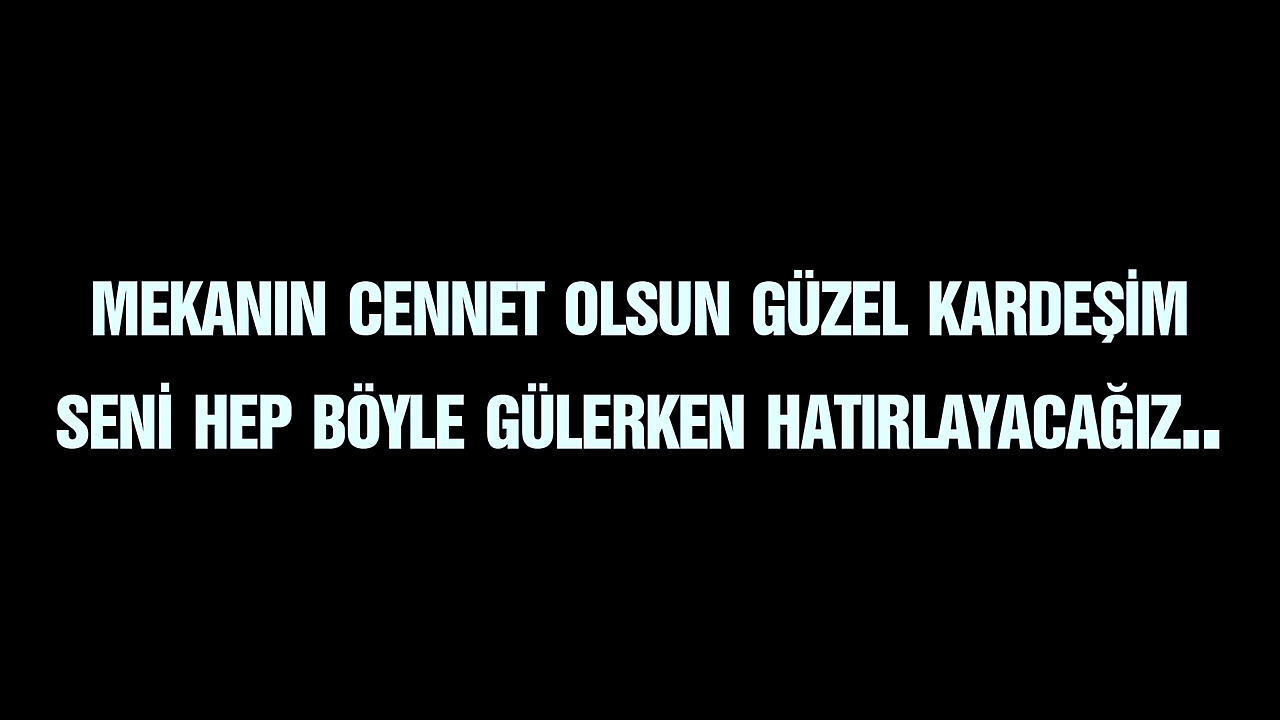 MEKANIN CENNET OLSUN GÜZEL KARDEŞİM
SENİ HEP BÖYLE GÜLERKEN HATIRLAYACAĞIZ..